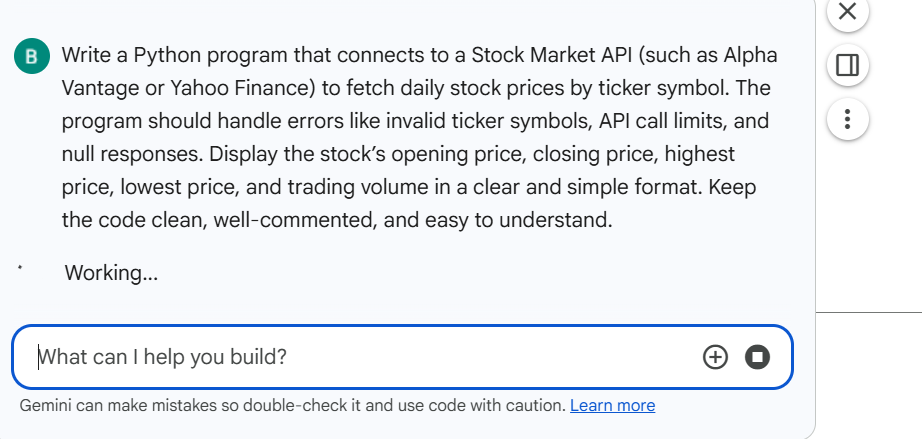 B
Write a Python program that connects to a Stock Market API (such as Alpha
Vantage or Yahoo Finance) to fetch daily stock prices by ticker symbol. The
program should handle errors like invalid ticker symbols, API call limits, and
null responses. Display the stock’s opening price, closing price, highest
price, lowest price, and trading volume in a clear and simple format. Keep
the code clean, well-commented, and easy to understand.
Working...
What can I help you build?
Gemini can make mistakes so double-check it and use code with caution. Learn more